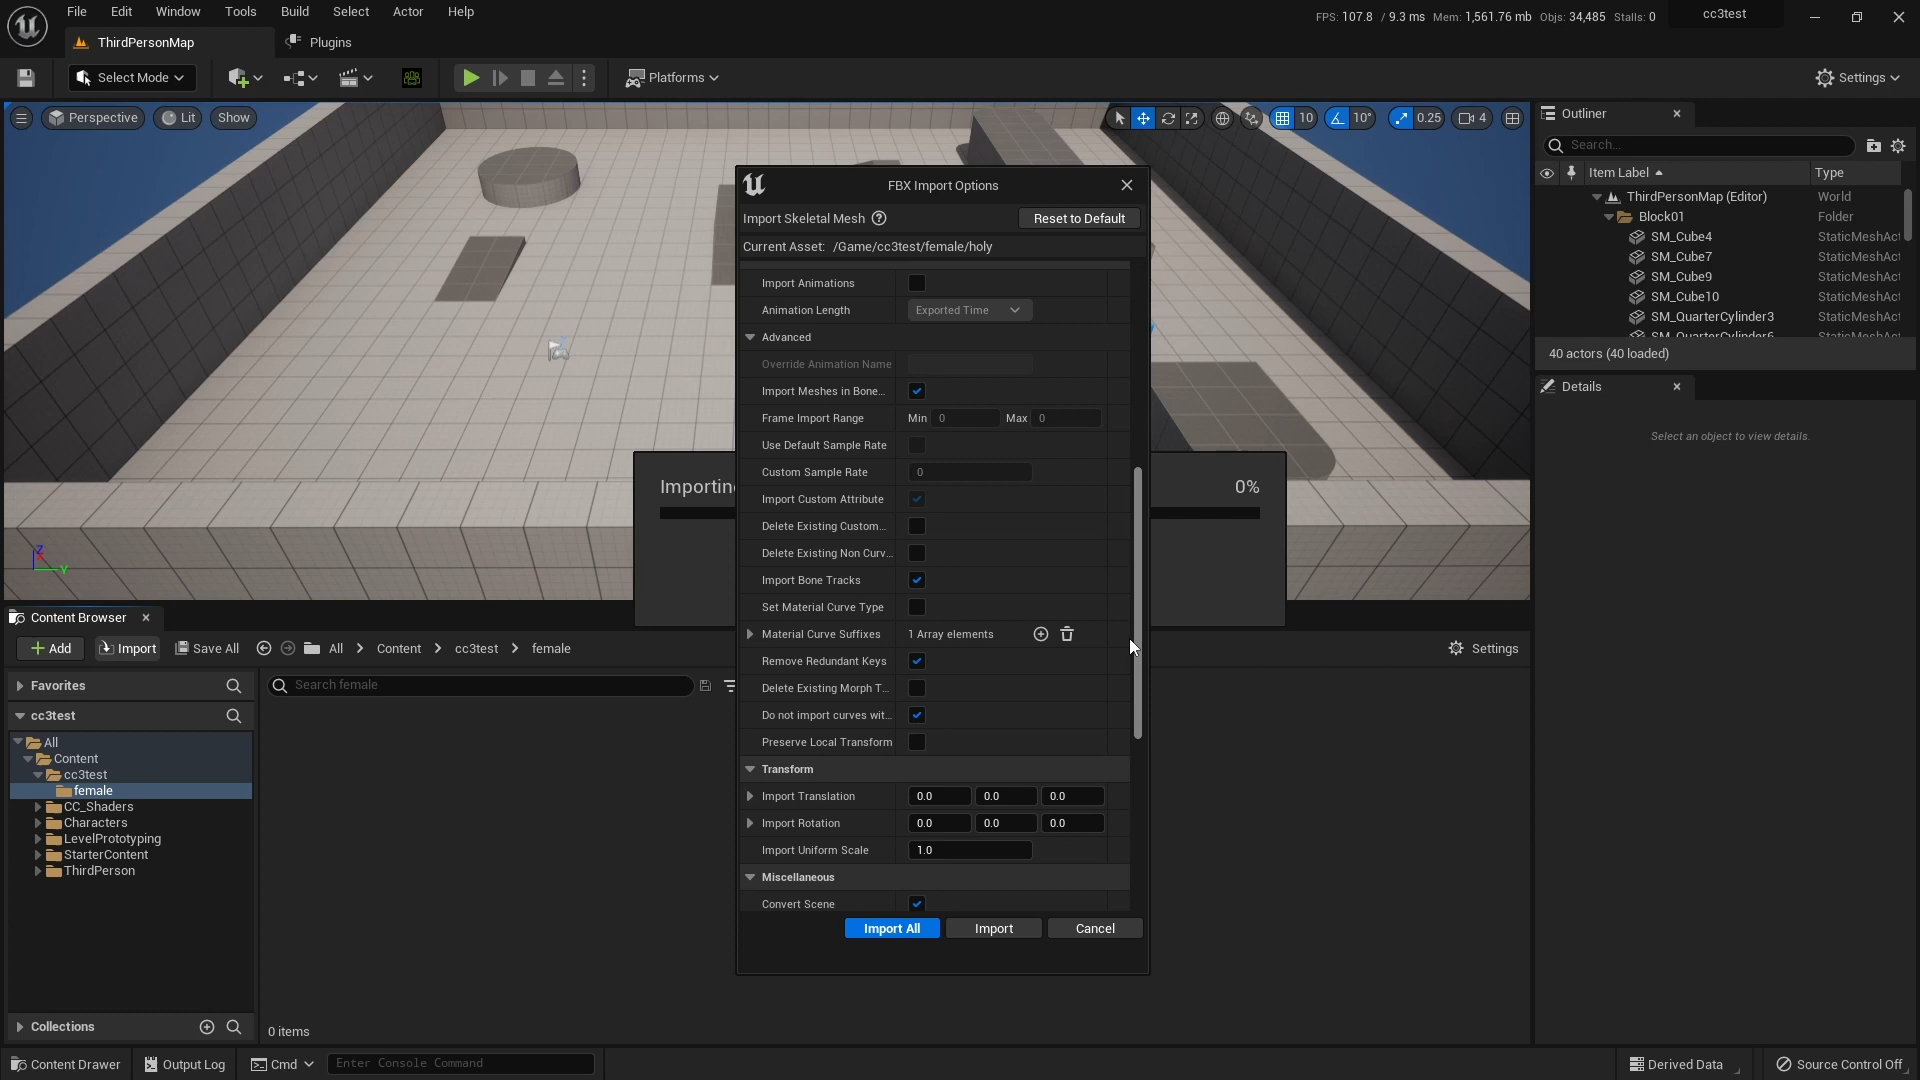 File Edit Window Tools Build Select Actor Help
FPS: 107.8 / 9.3 ms Mem: 1,561.76 mb Objs: 34,485 Stalls: 0
cc3test
ThirdPersonMap
Plugins
Select Mode
Platforms
Settings
Perspective
Lit
Show
10
10°
0.25
4
Outliner
Search...
Item Label
Type
ThirdPersonMap (Editor) World
Block01 Folder
SM_Cube4 StaticMeshAct
SM_Cube7 StaticMeshAct
SM_Cube9 StaticMeshAct
SM_Cube10 StaticMeshAct
SM_QuarterCylinder3 StaticMeshAct
40 actors (40 loaded)
Details
Select an object to view details.
Z
Y
Importin
0%
FBX Import Options
Import Skeletal Mesh
Reset to Default
Current Asset: /Game/cc3test/female/holy
Import Animations
Animation Length Exported Time
Advanced
Override Animation Name
Import Meshes in Bone...
Frame Import Range Min 0 Max 0
Use Default Sample Rate
Custom Sample Rate 0
Import Custom Attribute
Delete Existing Custom...
Delete Existing Non Curv...
Import Bone Tracks
Set Material Curve Type
Material Curve Suffixes 1 Array elements
Remove Redundant Keys
Delete Existing Morph T...
Do not import curves wit...
Preserve Local Transform
Transform
Import Translation 0.0 0.0 0.0
Import Rotation 0.0 0.0 0.0
Import Uniform Scale 1.0
Miscellaneous
Convert Scene
Import All
Import
Cancel
Content Browser
Add
Import
Save All
All
Content
cc3test
female
Settings
Favorites
cc3test
All
Content
cc3test
female
CC_Shaders
Characters
LevelPrototyping
StarterContent
ThirdPerson
Collections
Search female
0 items
Content Drawer
Output Log
Cmd
Enter Console Command
Derived Data
Source Control Off